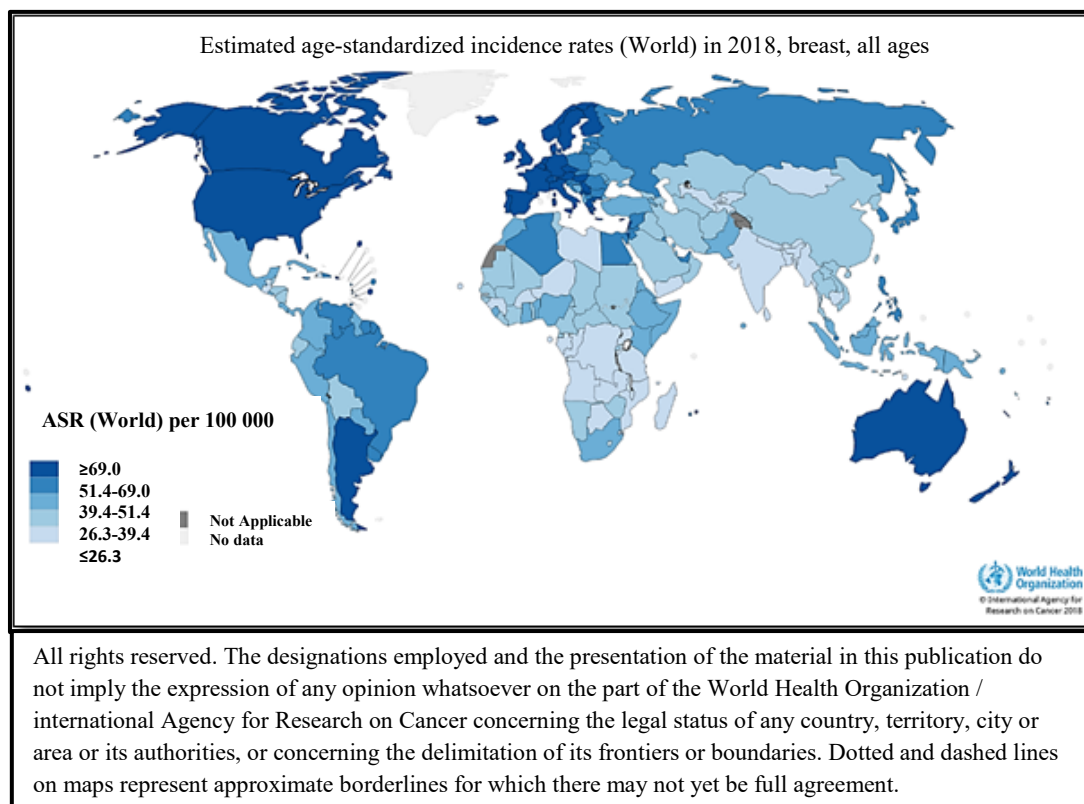 Estimated age-standardized incidence rates (World) in 2018, breast, all ages
ASR (World) per 100 000
≥69.0
51.4-69.0
39.4-51.4
26.3-39.4
≤26.3
Not Applicable
No data
World Health
Organization
© International Agency for
Research on Cancer 2018
All rights reserved. The designations employed and the presentation of the material in this publication do
not imply the expression of any opinion whatsoever on the part of the World Health Organization /
international Agency for Research on Cancer concerning the legal status of any country, territory, city or
area or its authorities, or concerning the delimitation of its frontiers or boundaries. Dotted and dashed lines
on maps represent approximate borderlines for which there may not yet be full agreement.